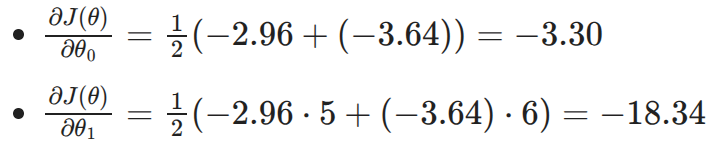 • ∂J(θ)/∂θ₀ = 1/2(−2.96 + (−3.64)) = −3.30
• ∂J(θ)/∂θ₁ = 1/2(−2.96 · 5 + (−3.64) · 6) = −18.34